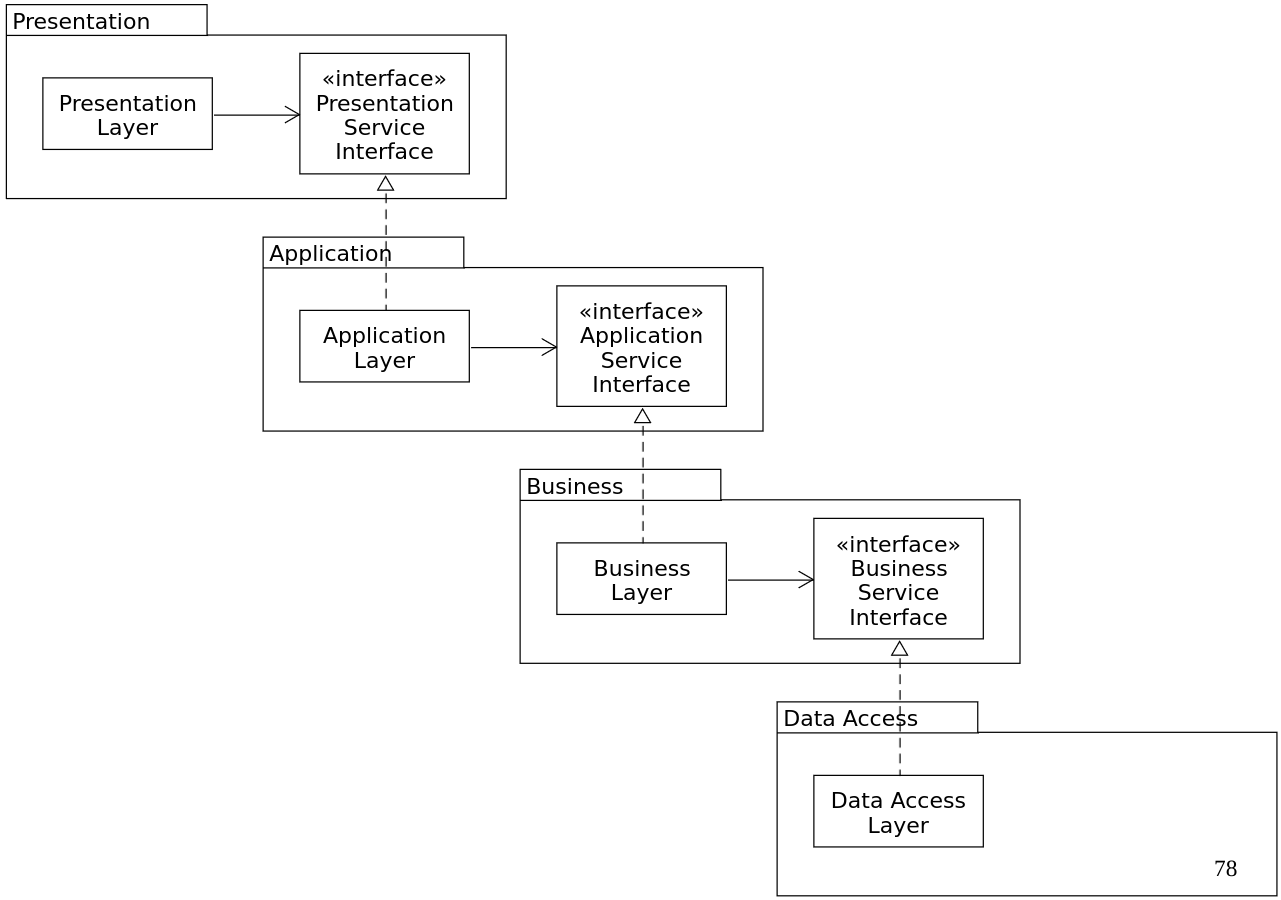 Presentation
Presentation
Layer
«interface»
Presentation
Service
Interface
Application
Application
Layer
«interface»
Application
Service
Interface
Business
Business
Layer
«interface»
Business
Service
Interface
Data Access
Data Access
Layer
78